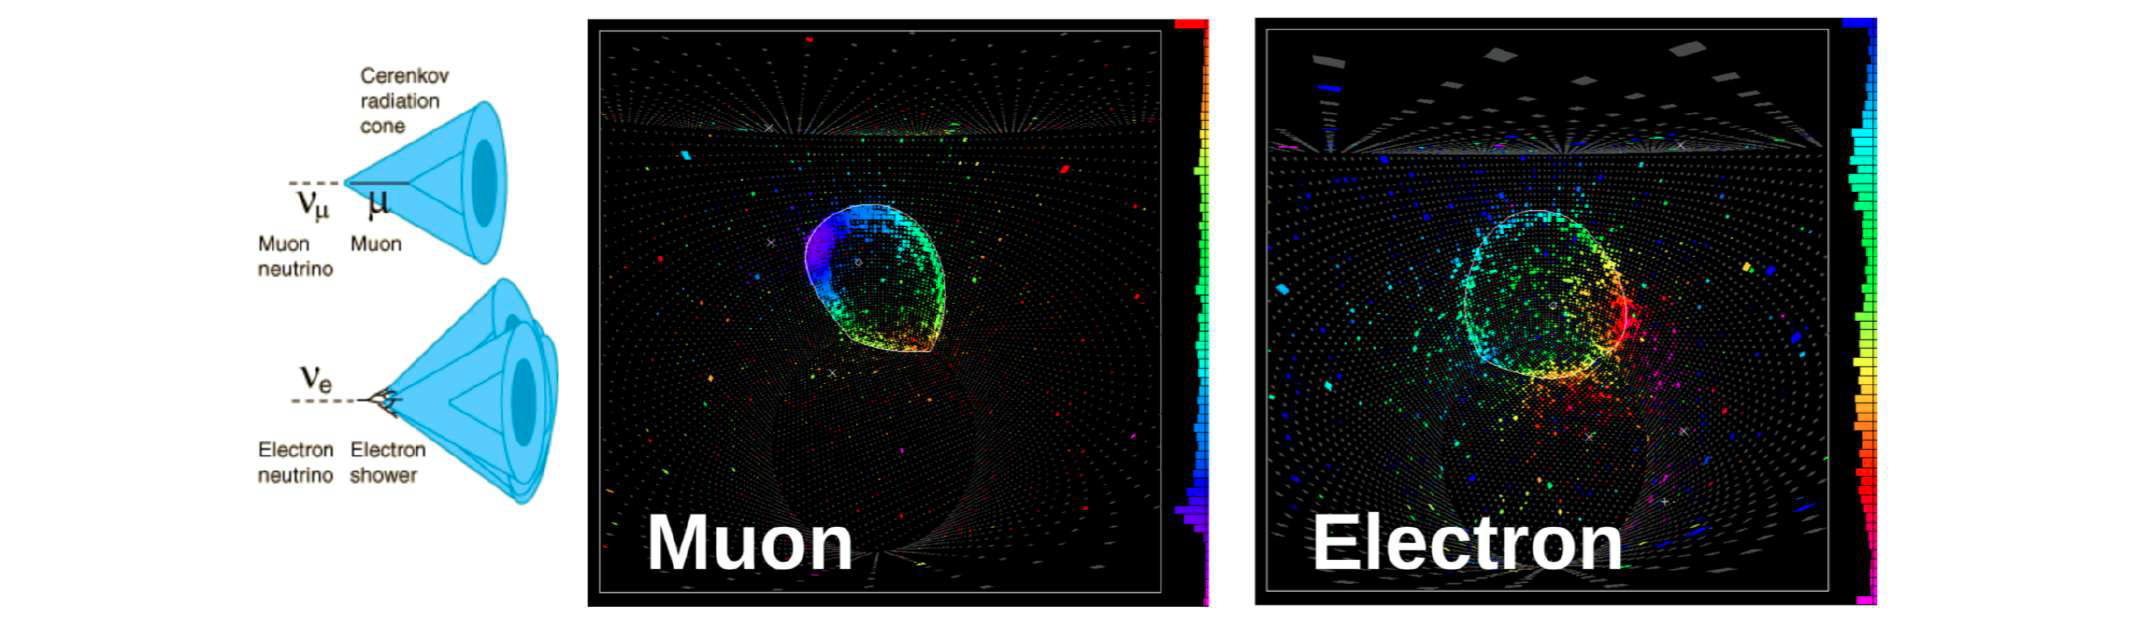 Cerenkov
radiation
cone
νμ
μ
Muon
neutrino
Muon
νe
Electron
neutrino
Electron
shower
Muon
Electron